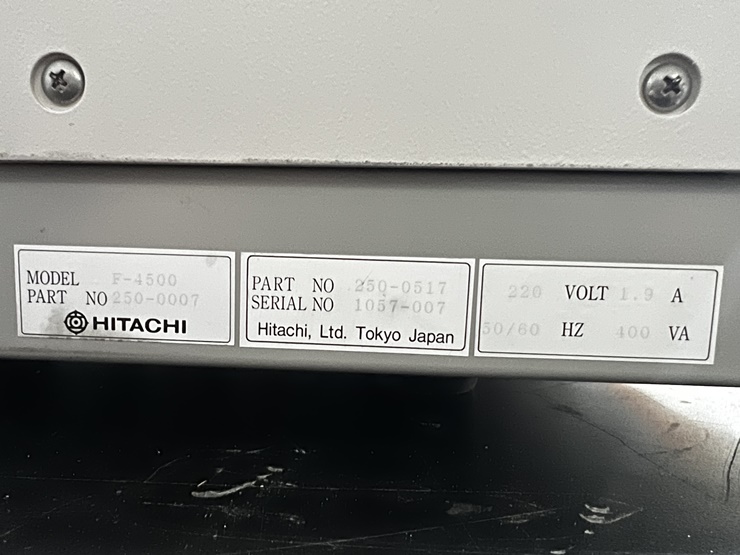 MODEL F-4500
PART NO 250-0007
HITACHI
PART NO 250-0517
SERIAL NO 1057-007
Hitachi, Ltd. Tokyo Japan
220 VOLT 1.9 A
50/60 HZ 400 VA